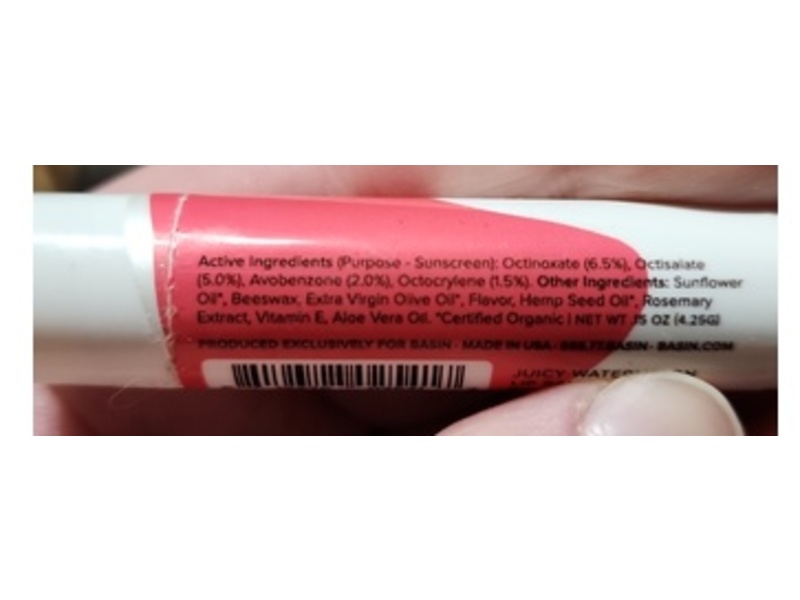 Active Ingredients (Purpose - Sunscreen): Octinoxate (6.5%), Octisalate
(5.0%), Avobenzone (2.0%), Octocrylene (1.5%). Other Ingredients: Sunflower
Oil*, Beeswax, Extra Virgin Olive Oil*, Flavor, Hemp Seed Oil*, Rosemary
Extract, Vitamin E, Aloe Vera Oil. *Certified Organic | NET WT .15 OZ (4.25G)
PRODUCED EXCLUSIVELY FOR BASIN - MADE IN USA - BASIN.COM
JUICY